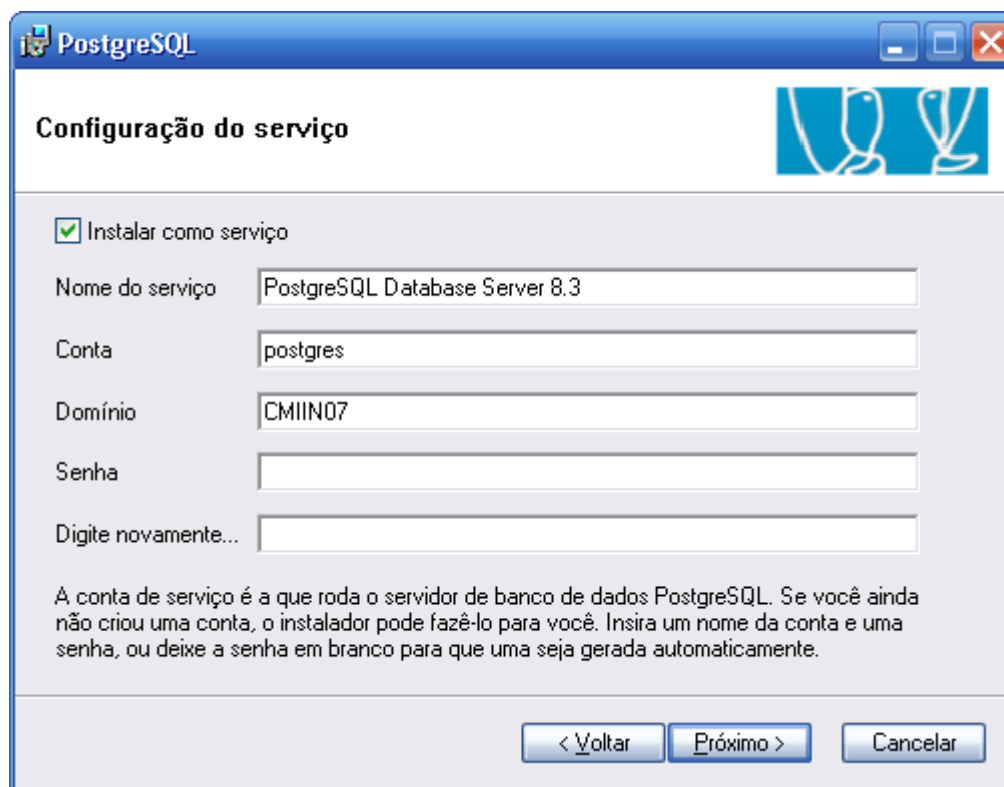 PostgreSQL
Configuração do serviço
Instalar como serviço
Nome do serviço PostgreSQL Database Server 8.3
Conta postgres
Domínio CMIIN07
Senha
Digite novamente...
A conta de serviço é a que roda o servidor de banco de dados PostgreSQL. Se você ainda
não criou uma conta, o instalador pode fazê-lo para você. Insira um nome da conta e uma
senha, ou deixe a senha em branco para que uma seja gerada automaticamente.
< Voltar Próximo > Cancelar